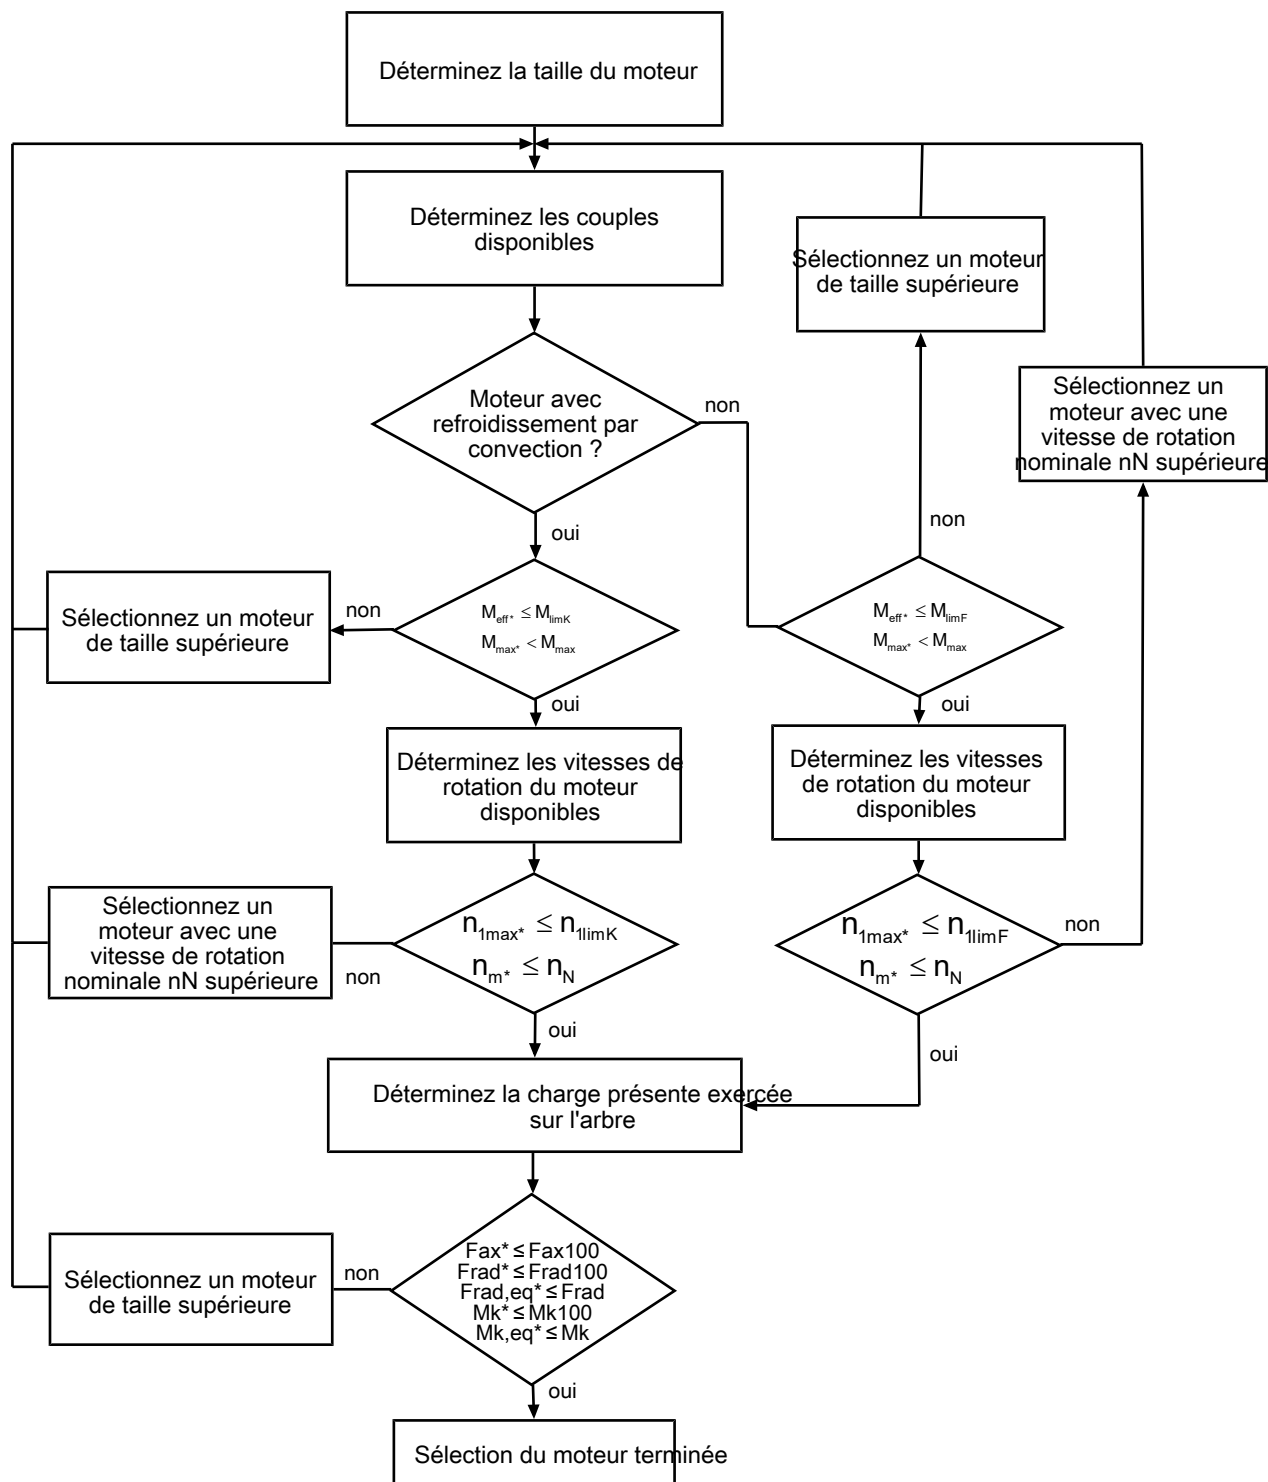 Déterminez la taille du moteur
Déterminez les couples
disponibles
Sélectionnez un moteur
de taille supérieure
Moteur avec
refroidissement par
convection ?
non
Sélectionnez un
moteur avec une
vitesse de rotation
nominale nN supérieure
oui
non
Sélectionnez un moteur
de taille supérieure
non
M_eff* ≤ M_limK
M_max* < M_max
M_eff* ≤ M_limF
M_max* < M_max
oui
oui
Déterminez les vitesses de
rotation du moteur
disponibles
Déterminez les vitesses
de rotation du moteur
disponibles
Sélectionnez un
moteur avec une
vitesse de rotation
nominale nN supérieure
non
n_1max* ≤ n_1limK
n_m* ≤ n_N
n_1max* ≤ n_1limF
n_m* ≤ n_N
non
oui
oui
Déterminez la charge présente exercée
sur l'arbre
Sélectionnez un moteur
de taille supérieure
non
Fax* ≤ Fax100
Frad* ≤ Frad100
Frad,eq* ≤ Frad
Mk* ≤ Mk100
Mk,eq* ≤ Mk
oui
Sélection du moteur terminée